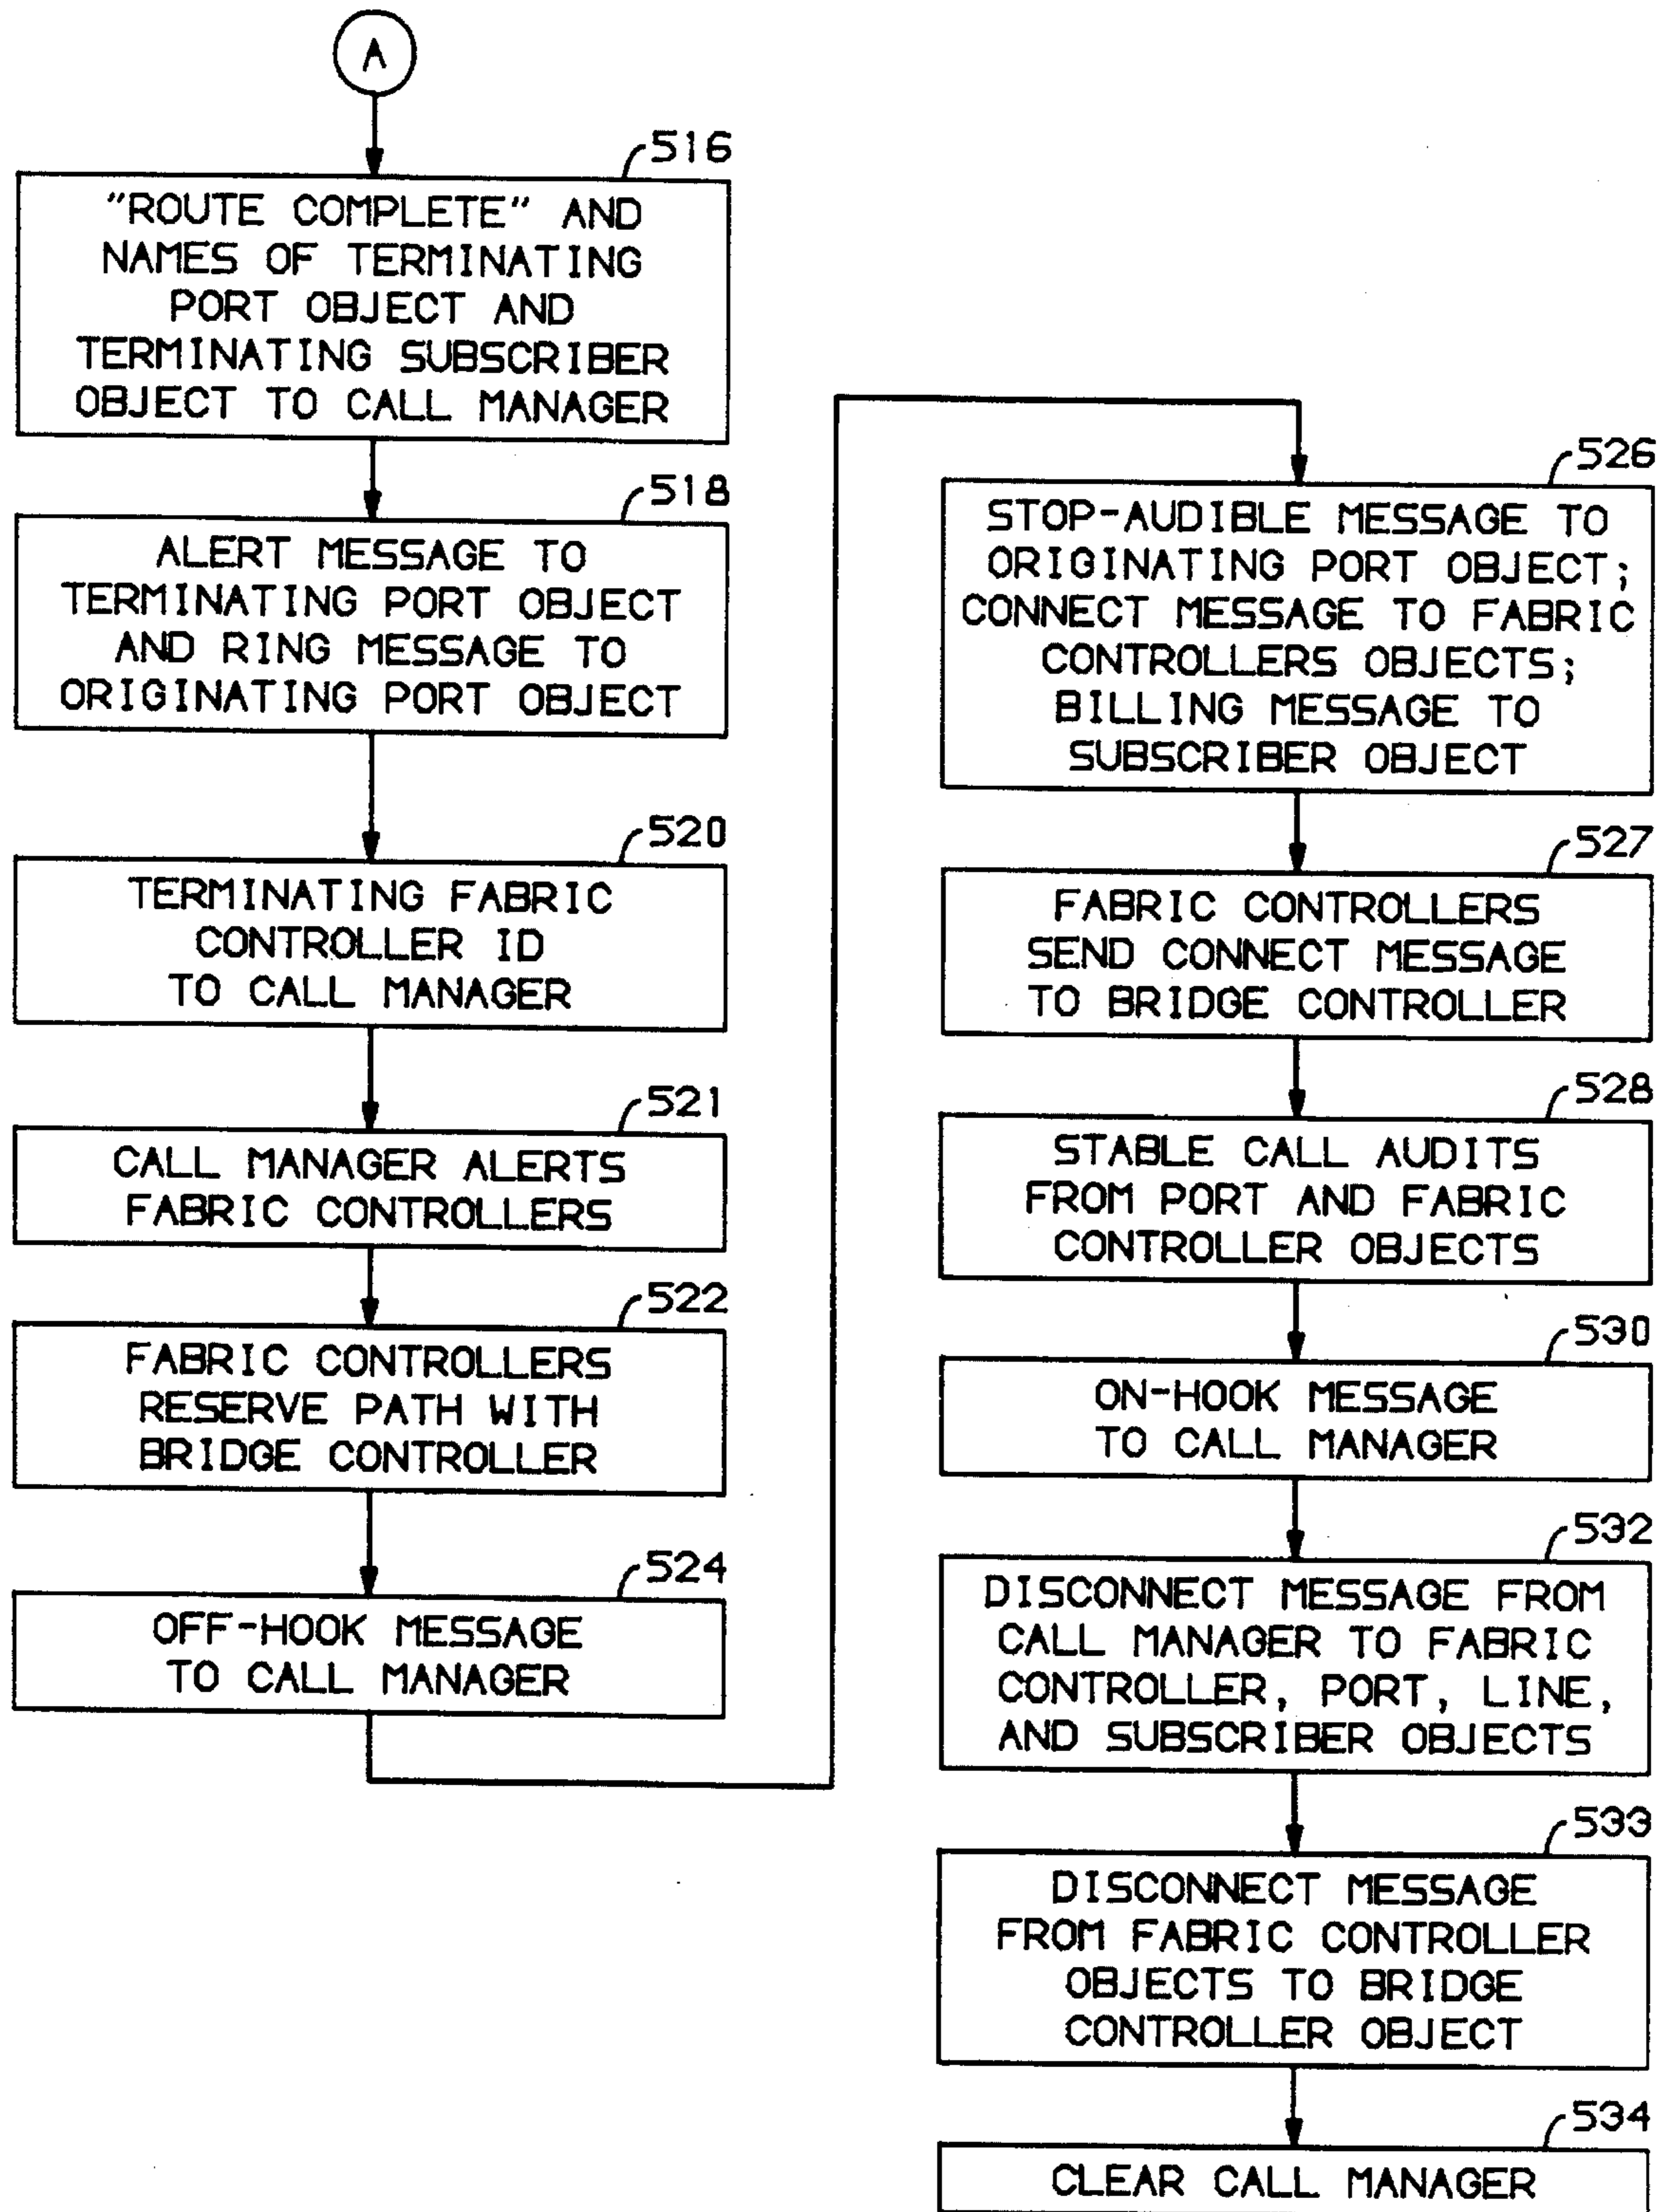 A
516
"ROUTE COMPLETE" AND
NAMES OF TERMINATING
PORT OBJECT AND
TERMINATING SUBSCRIBER
OBJECT TO CALL MANAGER
518
ALERT MESSAGE TO
TERMINATING PORT OBJECT
AND RING MESSAGE TO
ORIGINATING PORT OBJECT
520
TERMINATING FABRIC
CONTROLLER ID
TO CALL MANAGER
521
CALL MANAGER ALERTS
FABRIC CONTROLLERS
522
FABRIC CONTROLLERS
RESERVE PATH WITH
BRIDGE CONTROLLER
524
OFF-HOOK MESSAGE
TO CALL MANAGER
526
STOP-AUDIBLE MESSAGE TO
ORIGINATING PORT OBJECT;
CONNECT MESSAGE TO FABRIC
CONTROLLERS OBJECTS;
BILLING MESSAGE TO
SUBSCRIBER OBJECT
527
FABRIC CONTROLLERS
SEND CONNECT MESSAGE
TO BRIDGE CONTROLLER
528
STABLE CALL AUDITS
FROM PORT AND FABRIC
CONTROLLER OBJECTS
530
ON-HOOK MESSAGE
TO CALL MANAGER
532
DISCONNECT MESSAGE FROM
CALL MANAGER TO FABRIC
CONTROLLER, PORT, LINE,
AND SUBSCRIBER OBJECTS
533
DISCONNECT MESSAGE
FROM FABRIC CONTROLLER
OBJECTS TO BRIDGE
CONTROLLER OBJECT
534
CLEAR CALL MANAGER